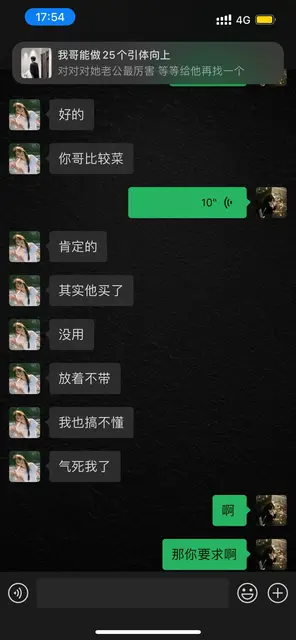 17:54
4G
我哥能做25个引体向上
对对对她老公最厉害 等等给他再找一个
好的
你哥比较菜
10"
肯定的
其实他买了
没用
放着不带
我也搞不懂
气死我了
啊
那你要求啊